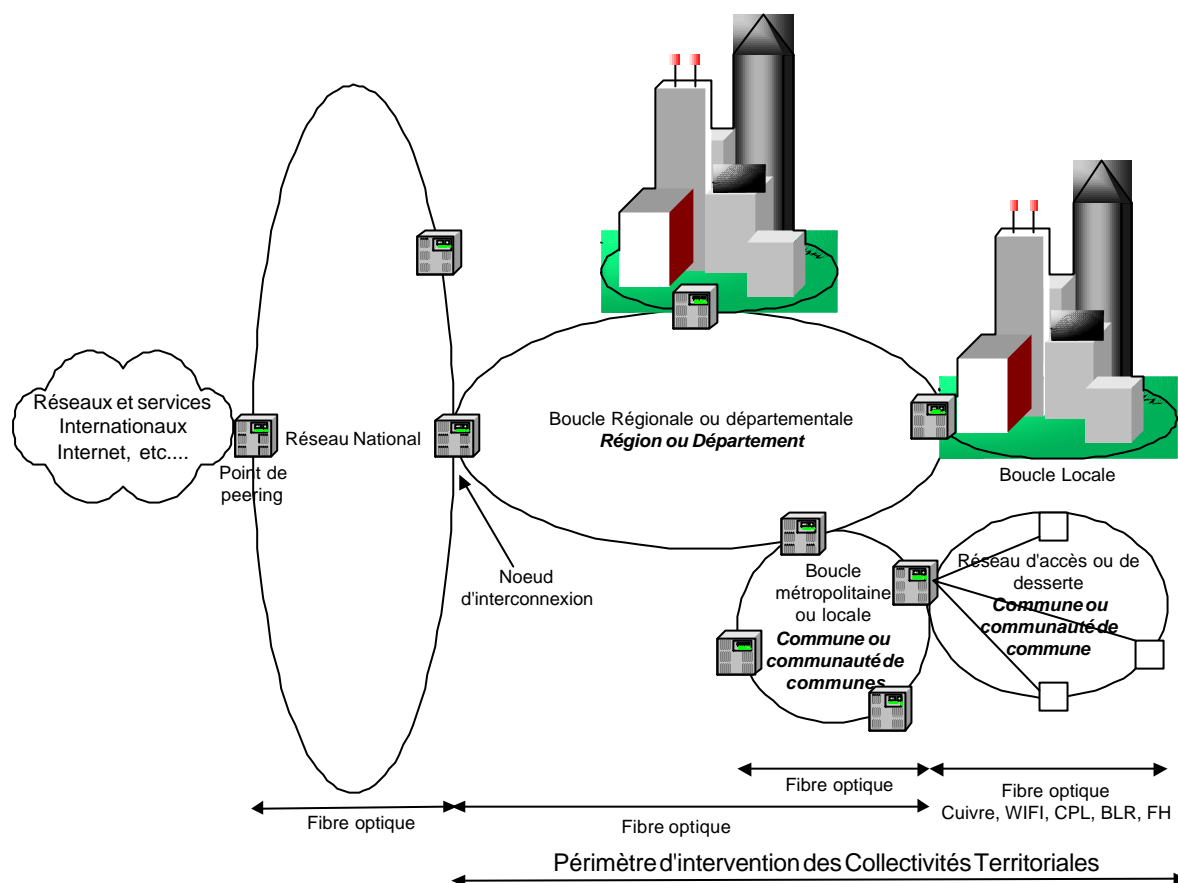 Réseaux et services
Internationaux
Internet, etc....
Point de
peering
Réseau National
Noeud
d'interconnexion
Boucle Régionale ou départementale
Région ou Département
Boucle Locale
Boucle
métropolitaine
ou locale
Commune ou
communauté de
communes
Réseau d'accès ou de
desserte
Commune ou
communauté de
commune
Fibre optique
Fibre optique
Fibre optique
Fibre optique
Cuivre, WIFI, CPL, BLR, FH
Périmètre d'intervention des Collectivités Territoriales